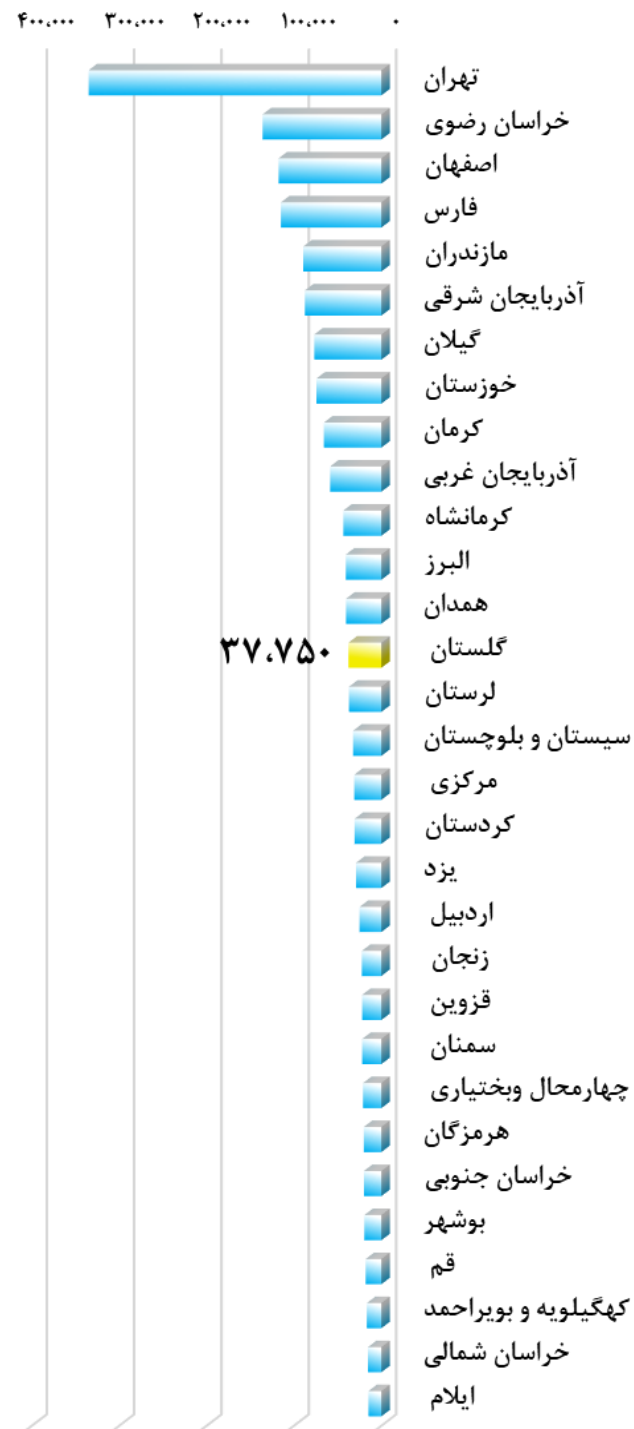 ۴۰۰،۰۰۰ ۳۰۰،۰۰۰ ۲۰۰،۰۰۰ ۱۰۰،۰۰۰ ۰
تهران
خراسان رضوی
اصفهان
فارس
مازندران
آذربایجان شرقی
گیلان
خوزستان
کرمان
آذربایجان غربی
کرمانشاه
البرز
همدان
گلستان ۳۷،۷۵۰
لرستان
سیستان و بلوچستان
مرکزی
کردستان
یزد
اردبیل
زنجان
قزوین
سمنان
چهارمحال وبختیاری
هرمزگان
خراسان جنوبی
بوشهر
قم
کهگیلویه و بویراحمد
خراسان شمالی
ایلام